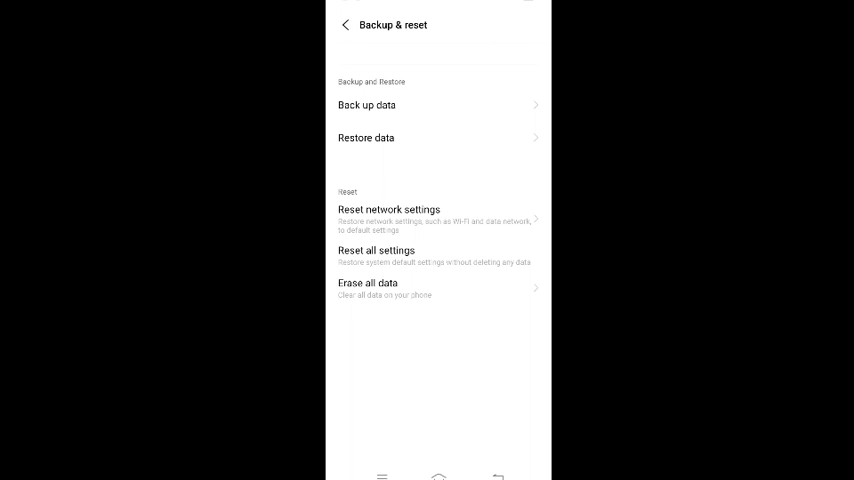 Backup & reset
Backup and Restore
Back up data
Restore data
Reset
Reset network settings
Restore network settings, such as Wi-Fi and data network,
to default settings
Reset all settings
Restore system default settings without deleting any data
Erase all data
Clear all data on your phone